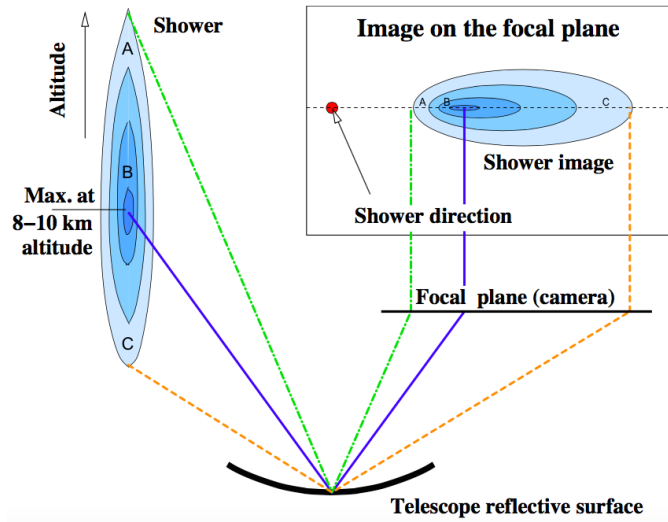 Shower
Altitude
A
B
C
Max. at
8–10 km
altitude
Image on the focal plane
A
B
C
Shower image
Shower direction
Focal plane (camera)
Telescope reflective surface